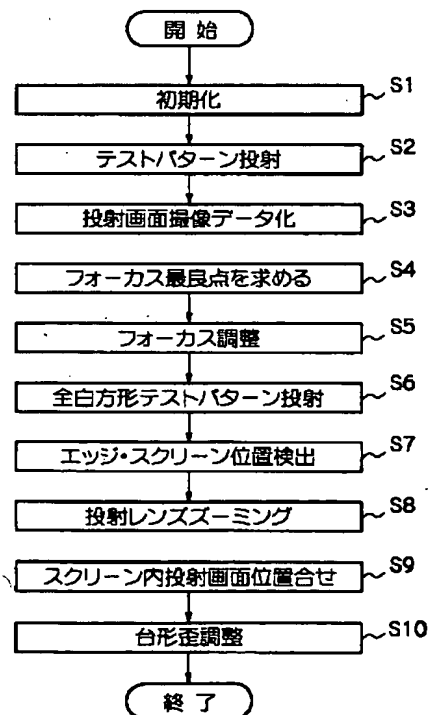 開始
初期化 S1
テストパターン投射 S2
投射画面撮像データ化 S3
フォーカス最良点を求める S4
フォーカス調整 S5
全白方形テストパターン投射 S6
エッジ・スクリーン位置検出 S7
投射レンズズーミング S8
スクリーン内投射画面位置合せ S9
台形歪調整 S10
終了